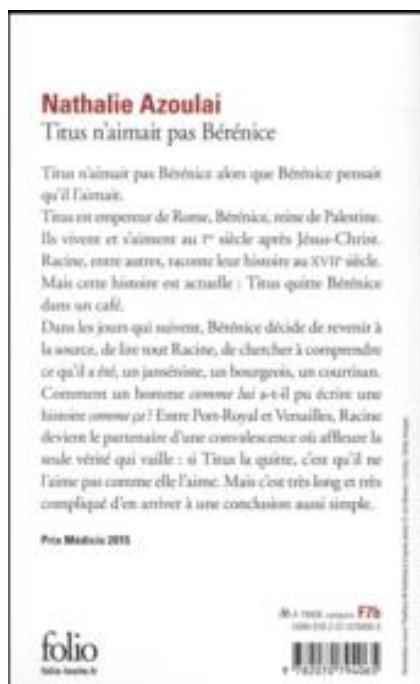 Nathalie Azoulai
Titus n'aimait pas Bérénice
Titus n'aimait pas Bérénice alors que Bérénice pensait
qu'il l'aimait.
Titus est empereur de Rome, Bérénice, reine de Palestine.
Ils vivent et s'aiment au Iᵉʳ siècle après Jésus-Christ.
Racine, entre autres, raconte leur histoire au XVIIᵉ siècle.
Mais cette histoire est actuelle : Titus quitte Bérénice
dans un café.
Dans les jours qui suivent, Bérénice décide de revenir à
la source, de lire tout Racine, de chercher à comprendre
ce qu'il a été, un janséniste, un bourgeois, un courtisan.
Comment un homme comme lui a-t-il pu écrire une
histoire comme ça ? Entre Port-Royal et Versailles, Racine
devient le partenaire d'une convalescence où affleure la
seule vérité qui vaille : si Titus la quitte, c'est qu'il ne
l'aime pas comme elle l'aime. Mais c'est très long et très
compliqué d'en arriver à une conclusion aussi simple.
Prix Médicis 2015
catégorie F7b
folio
folio-lesite.fr
9 782070 794065